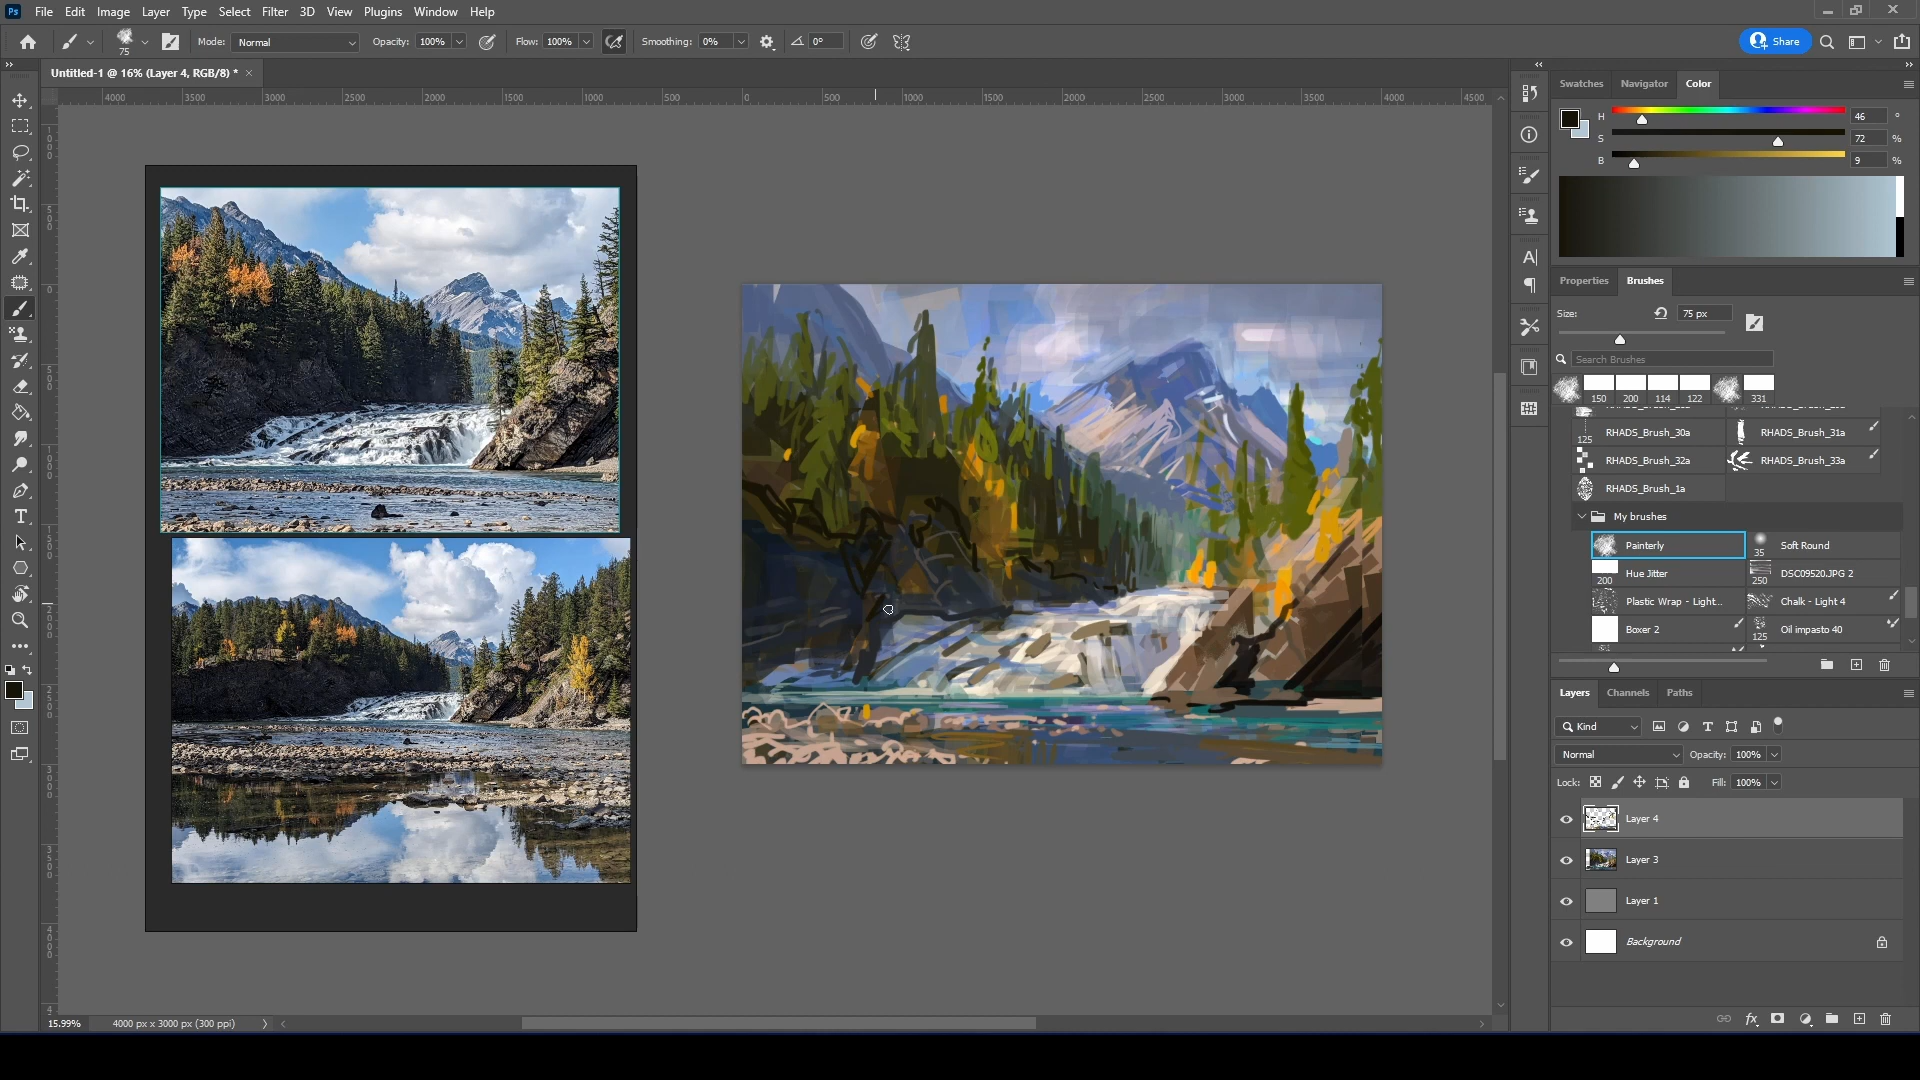 Ps File Edit Image Layer Type Select Filter 3D View Plugins Window Help
75 Mode: Normal Opacity: 100% Flow: 100% Smoothing: 0% 0° Share
Untitled-1 @ 16% (Layer 4, RGB/8) * ×
4000 3500 3000 2500 2000 1500 1000 500 0 500 1000 1500 2000 2500 3000 3500 4000 4500
Swatches Navigator Color
H 46 °
S 72 %
B 9 %
Properties Brushes
Size: 75 px
Search Brushes
150 200 114 122 331
125 RHADS_Brush_30a RHADS_Brush_31a
RHADS_Brush_32a RHADS_Brush_33a
RHADS_Brush_1a
My brushes
Painterly 35 Soft Round
200 Hue Jitter 250 DSC09520.JPG 2
Plastic Wrap - Light... Chalk - Light 4
Boxer 2 125 Oil impasto 40
Layers Channels Paths
Kind
Normal Opacity: 100%
Lock: Fill: 100%
Layer 4
Layer 3
Layer 1
Background
15.99% 4000 px x 3000 px (300 ppi)